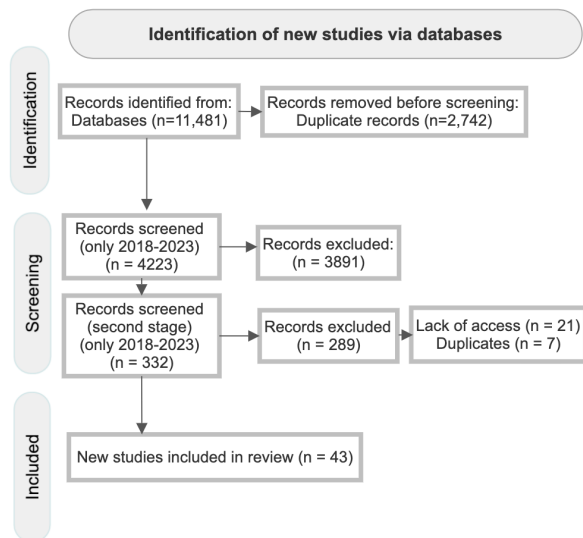 Identification of new studies via databases
Identification
Records identified from:
Databases (n=11,481)
Records removed before screening:
Duplicate records (n=2,742)
Screening
Records screened
(only 2018-2023)
(n = 4223)
Records excluded:
(n = 3891)
Records screened
(second stage)
(only 2018-2023)
(n = 332)
Records excluded
(n = 289)
Lack of access (n = 21)
Duplicates (n = 7)
Included
New studies included in review (n = 43)